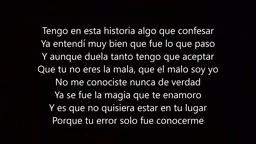 Tengo en esta historia algo que confesar
Ya entendí muy bien que fue lo que paso
Y aunque duela tanto tengo que aceptar
Que tu no eres la mala, que el malo soy yo
No me conociste nunca de verdad
Ya se fue la magia que te enamoro
Y es que no quisiera estar en tu lugar
Porque tu error solo fue conocerme